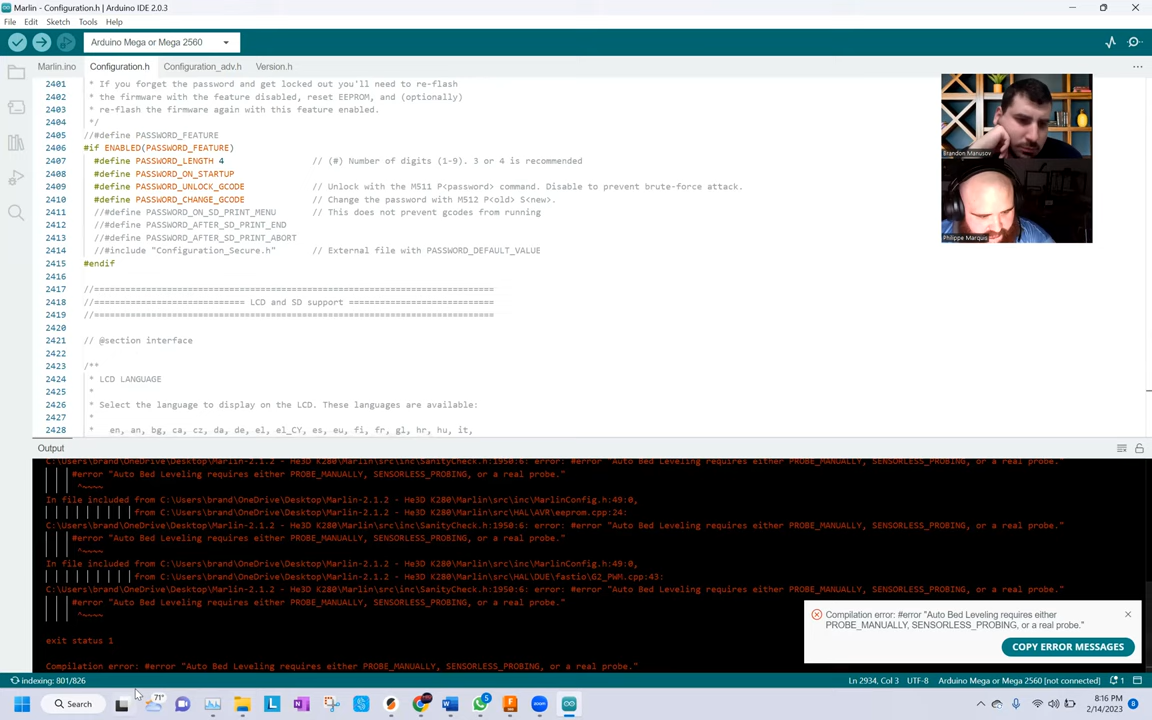 Marlin - Configuration.h | Arduino IDE 2.0.3
File Edit Sketch Tools Help
Arduino Mega or Mega 2560
Marlin.ino Configuration.h Configuration_adv.h Version.h
2401 * If you forget the password and get locked out you'll need to re-flash
2402 * the firmware with the feature disabled, reset EEPROM, and (optionally)
2403 * re-flash the firmware again with this feature enabled.
2404 */
2405 //#define PASSWORD_FEATURE
2406 #if ENABLED(PASSWORD_FEATURE)
2407 #define PASSWORD_LENGTH 4 // (#) Number of digits (1-9). 3 or 4 is recommended
2408 #define PASSWORD_ON_STARTUP
2409 #define PASSWORD_UNLOCK_GCODE // Unlock with the M511 P<password> command. Disable to prevent brute-force attack.
2410 #define PASSWORD_CHANGE_GCODE // Change the password with M512 P<old> S<new>.
2411 //#define PASSWORD_ON_SD_PRINT_MENU // This does not prevent gcodes from running
2412 //#define PASSWORD_AFTER_SD_PRINT_END
2413 //#define PASSWORD_AFTER_SD_PRINT_ABORT
2414 //#include "Configuration_Secure.h" // External file with PASSWORD_DEFAULT_VALUE
2415 #endif
2416
2417 //===========================================================================
2418 //============================= LCD and SD support ============================
2419 //===========================================================================
2420
2421 // @section interface
2422
2423 /**
2424 * LCD LANGUAGE
2425 *
2426 * Select the language to display on the LCD. These languages are available:
2427 *
2428 * en, an, bg, ca, cz, da, de, el, el_CY, es, eu, fi, fr, gl, hr, hu, it,
Brandon Manusov
Philippe Marquis
Output
C:\Users\brand\OneDrive\Desktop\Marlin-2.1.2 - He3D K280\Marlin\src\inc\SanityCheck.h:1950:6: error: #error "Auto Bed Leveling requires either PROBE_MANUALLY, SENSORLESS_PROBING, or a real probe."
#error "Auto Bed Leveling requires either PROBE_MANUALLY, SENSORLESS_PROBING, or a real probe."
^~~~~
In file included from C:\Users\brand\OneDrive\Desktop\Marlin-2.1.2 - He3D K280\Marlin\src\inc\MarlinConfig.h:49:0,
from C:\Users\brand\OneDrive\Desktop\Marlin-2.1.2 - He3D K280\Marlin\src\HAL\AVR\eeprom.cpp:24:
C:\Users\brand\OneDrive\Desktop\Marlin-2.1.2 - He3D K280\Marlin\src\inc\SanityCheck.h:1950:6: error: #error "Auto Bed Leveling requires either PROBE_MANUALLY, SENSORLESS_PROBING, or a real probe."
#error "Auto Bed Leveling requires either PROBE_MANUALLY, SENSORLESS_PROBING, or a real probe."
^~~~~
In file included from C:\Users\brand\OneDrive\Desktop\Marlin-2.1.2 - He3D K280\Marlin\src\inc\MarlinConfig.h:49:0,
from C:\Users\brand\OneDrive\Desktop\Marlin-2.1.2 - He3D K280\Marlin\src\HAL\DUE\fastio\G2_PWM.cpp:43:
C:\Users\brand\OneDrive\Desktop\Marlin-2.1.2 - He3D K280\Marlin\src\inc\SanityCheck.h:1950:6: error: #error "Auto Bed Leveling requires either PROBE_MANUALLY, SENSORLESS_PROBING, or a real probe."
#error "Auto Bed Leveling requires either PROBE_MANUALLY, SENSORLESS_PROBING, or a real probe."
^~~~~
exit status 1
Compilation error: #error "Auto Bed Leveling requires either PROBE_MANUALLY, SENSORLESS_PROBING, or a real probe."
Compilation error: #error "Auto Bed Leveling requires either
PROBE_MANUALLY, SENSORLESS_PROBING, or a real probe."
COPY ERROR MESSAGES
indexing: 801/826
Ln 2934, Col 3 UTF-8 Arduino Mega or Mega 2560 [not connected] 1
Search
71°
5
8:16 PM
2/14/2023
8